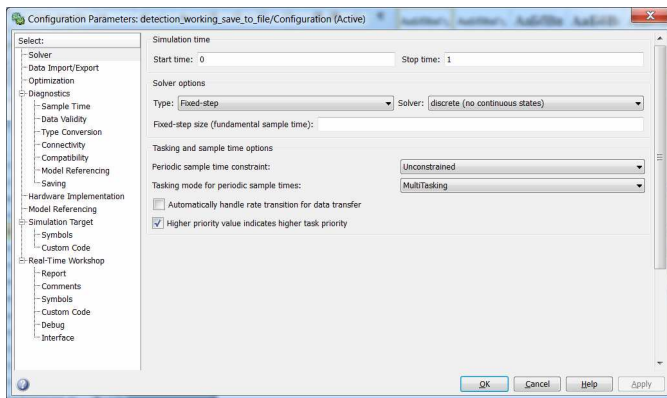 Configuration Parameters: detection_working_save_to_file/Configuration (Active)
Select:
Solver
Data Import/Export
Optimization
Diagnostics
Sample Time
Data Validity
Type Conversion
Connectivity
Compatibility
Model Referencing
Saving
Hardware Implementation
Model Referencing
Simulation Target
Symbols
Custom Code
Real-Time Workshop
Report
Comments
Symbols
Custom Code
Debug
Interface
Simulation time
Start time: 0 Stop time: 1
Solver options
Type: Fixed-step Solver: discrete (no continuous states)
Fixed-step size (fundamental sample time):
Tasking and sample time options
Periodic sample time constraint: Unconstrained
Tasking mode for periodic sample times: MultiTasking
Automatically handle rate transition for data transfer
Higher priority value indicates higher task priority
OK Cancel Help Apply